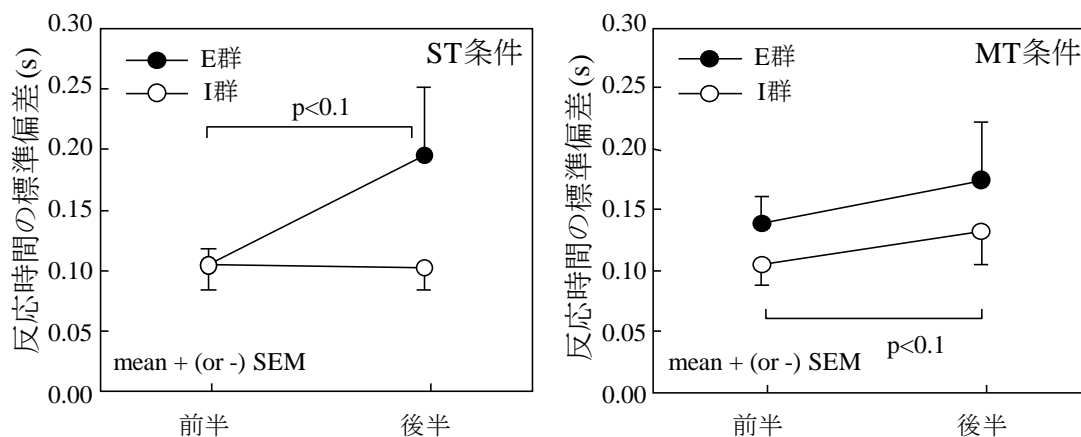 反応時間の標準偏差(s)
0.30
0.25
0.20
0.15
0.10
0.05
0.00
ST条件
E群
I群
p<0.1
mean + (or -) SEM
前半
後半
反応時間の標準偏差(s)
0.30
0.25
0.20
0.15
0.10
0.05
0.00
MT条件
E群
I群
p<0.1
mean + (or -) SEM
前半
後半